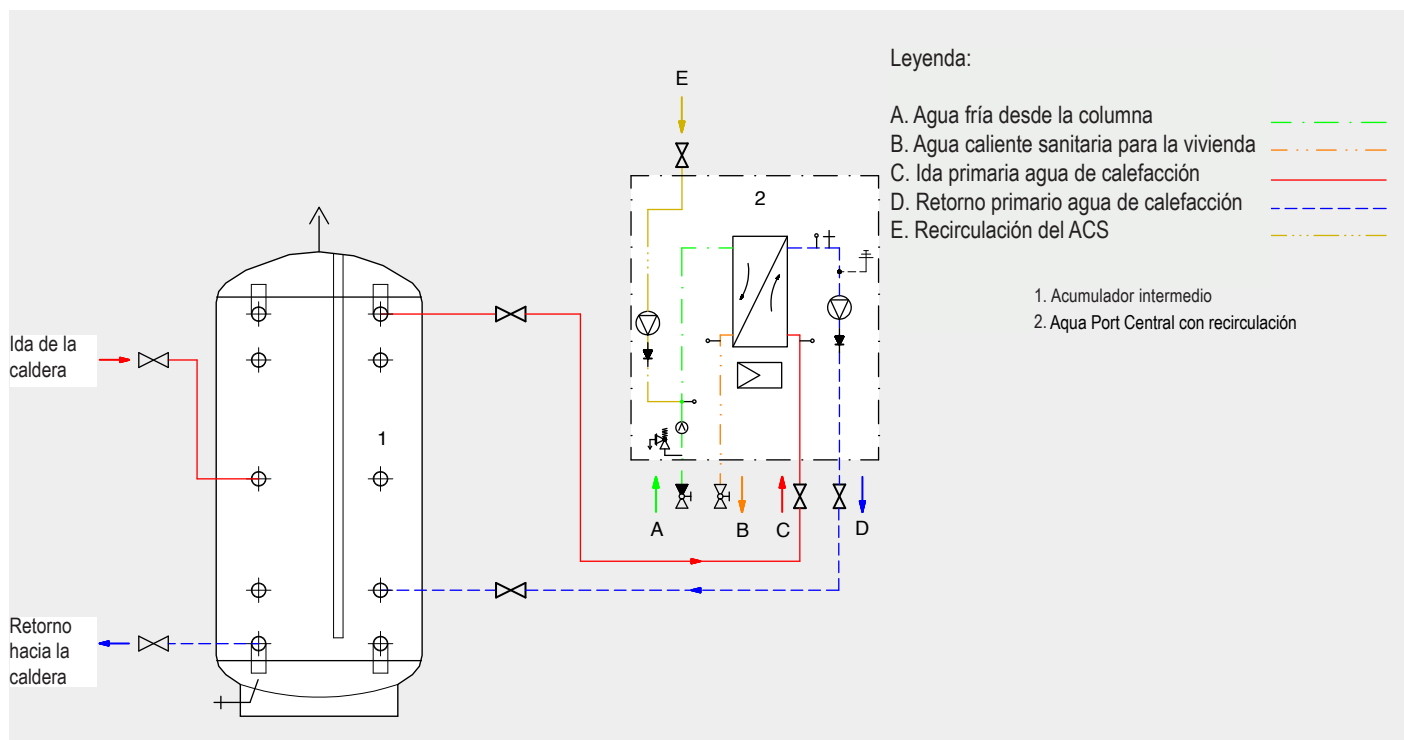 Leyenda:
A. Agua fría desde la columna
B. Agua caliente sanitaria para la vivienda
C. Ida primaria agua de calefacción
D. Retorno primario agua de calefacción
E. Recirculación del ACS
1. Acumulador intermedio
2. Aqua Port Central con recirculación
E
2
Ida de la
caldera
1
A
B
C
D
Retorno
hacia la
caldera